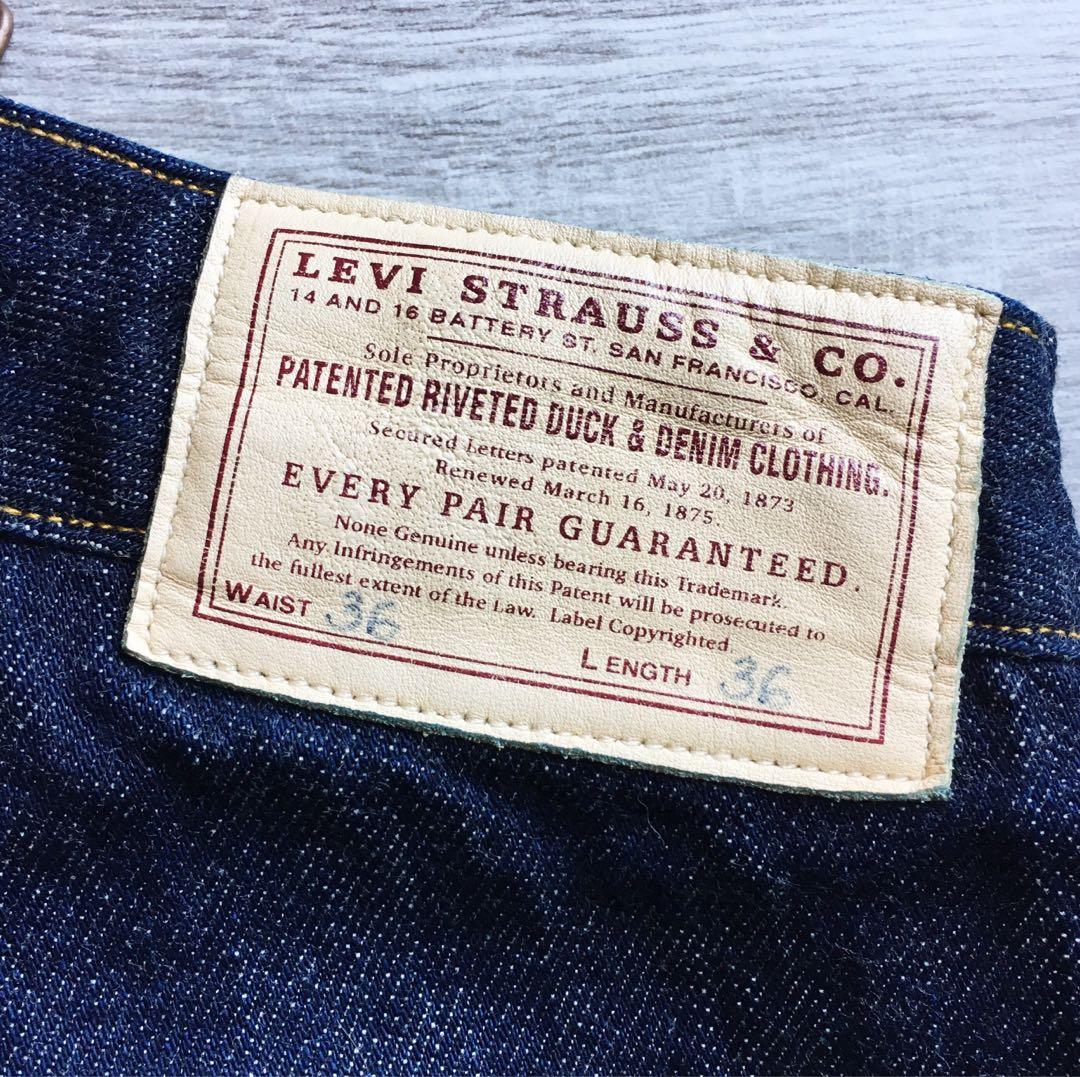 LEVI STRAUSS & CO.
14 AND 16 BATTERY ST. SAN FRANCISCO, CAL.
Sole Proprietors and Manufacturers of
PATENTED RIVETED DUCK & DENIM CLOTHING.
Secured Letters patented May 20, 1873
Renewed March 16, 1875.
EVERY PAIR GUARANTEED.
None Genuine unless bearing this Trademark.
Any Infringements of this Patent will be prosecuted to
the fullest extent of the Law. Label Copyrighted.
WAIST 36
LENGTH 36